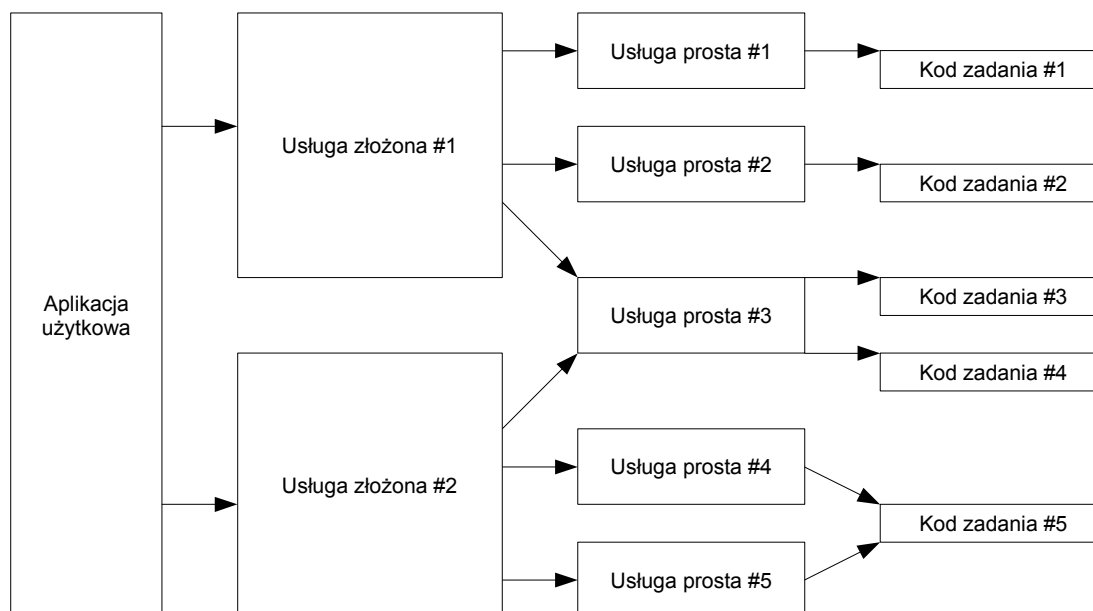 Aplikacja
użytkowa
Usługa złożona #1
Usługa złożona #2
Usługa prosta #1
Usługa prosta #2
Usługa prosta #3
Usługa prosta #4
Usługa prosta #5
Kod zadania #1
Kod zadania #2
Kod zadania #3
Kod zadania #4
Kod zadania #5